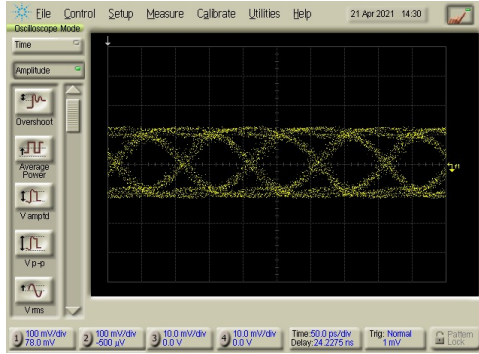 File Control Setup Measure Calibrate Utilities Help 21 Apr 2021 14:30
Oscilloscope Mode
Time
Amplitude
Overshoot
Average
Power
V amptd
V p-p
V rms
f1
1 100 mV/div
78.0 mV
2 100 mV/div
-500 µV
3 10.0 mV/div
0.0 V
4 10.0 mV/div
0.0 V
Time:50.0 ps/div
Delay:24.2275 ns
Trig: Normal
1 mV
Pattern
Lock